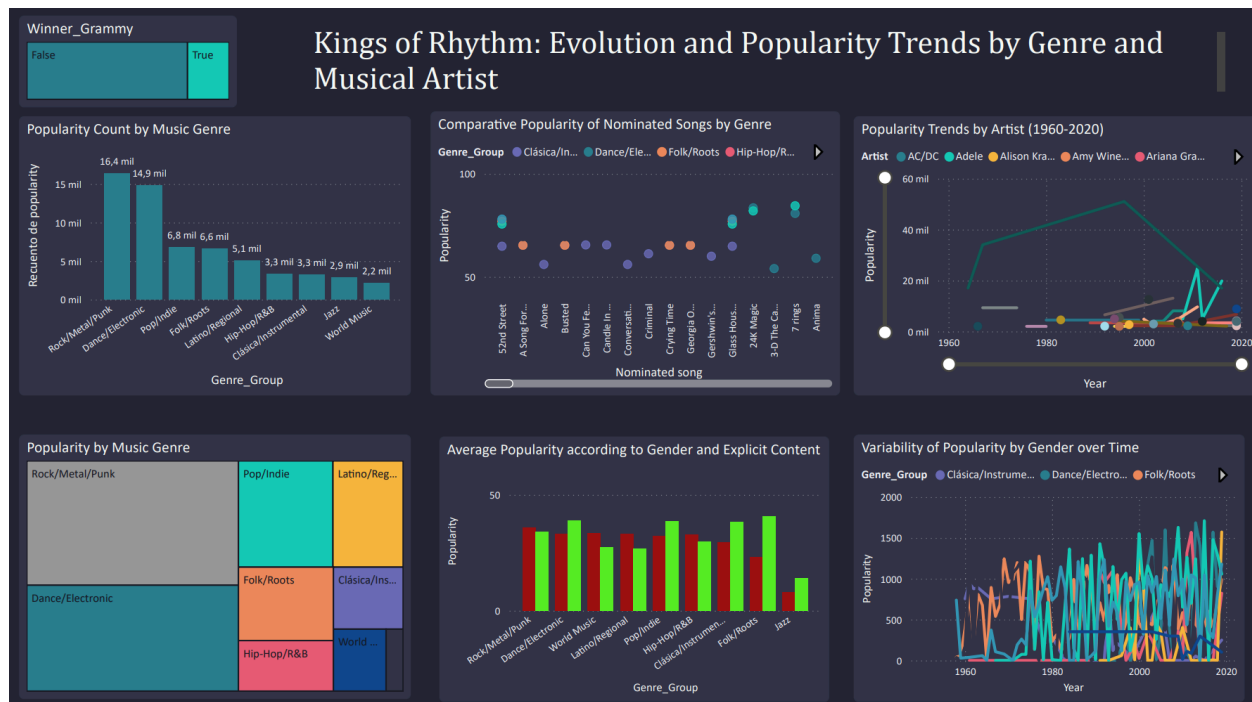 Winner_Grammy
False
True
Kings of Rhythm: Evolution and Popularity Trends by Genre and
Musical Artist
Popularity Count by Music Genre
Recuento de popularity
15 mil
10 mil
5 mil
0 mil
16,4 mil
14,9 mil
6,8 mil
6,6 mil
5,1 mil
3,3 mil
3,3 mil
2,9 mil
2,2 mil
Rock/Metal/Punk
Dance/Electronic
Pop/Indie
Folk/Roots
Latino/Regional
Hip-Hop/R&B
Clásica/Instrumental
Jazz
World Music
Genre_Group
Comparative Popularity of Nominated Songs by Genre
Genre_Group Clásica/In... Dance/Ele... Folk/Roots Hip-Hop/R...
Popularity
100
50
52nd Street
A Song For...
Alone
Busted
Can You Fe...
Candle In ...
Conversati...
Criminal
Crying Time
Georgia O...
Gershwin's...
Glass Hous...
24K Magic
3-D The Ca...
7 rings
Anima
Nominated song
Popularity Trends by Artist (1960-2020)
Artist AC/DC Adele Alison Kra... Amy Wine... Ariana Gra...
Popularity
60 mil
40 mil
20 mil
0 mil
1960
1980
2000
2020
Year
Popularity by Music Genre
Rock/Metal/Punk
Dance/Electronic
Pop/Indie
Folk/Roots
Hip-Hop/R&B
Latino/Reg...
Clásica/Ins...
World ...
Average Popularity according to Gender and Explicit Content
Popularity
50
0
Rock/Metal/Punk
Dance/Electronic
World Music
Latino/Regional
Pop/Indie
Hip-Hop/R&B
Clásica/Instrumen...
Folk/Roots
Jazz
Genre_Group
Variability of Popularity by Gender over Time
Genre_Group Clásica/Instrume... Dance/Electro... Folk/Roots
Popularity
2000
1500
1000
500
0
1960
1980
2000
2020
Year